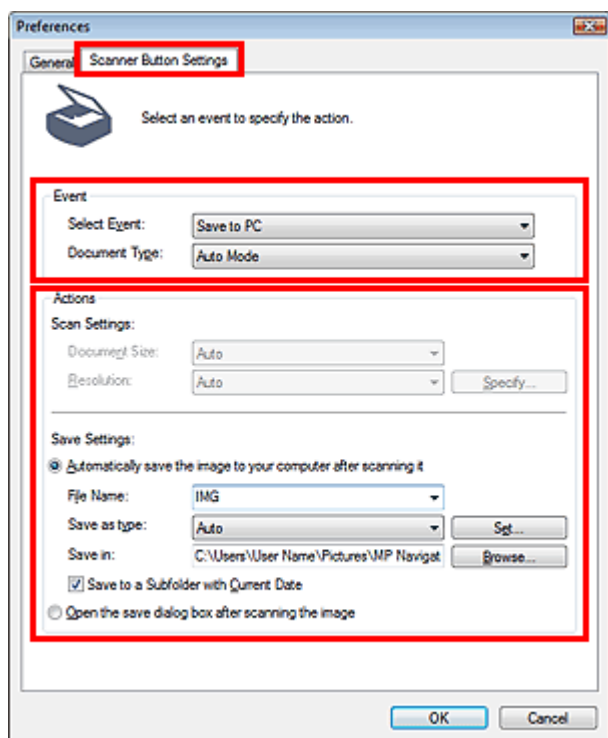 Preferences
General Scanner Button Settings
Select an event to specify the action.
Event
Select Event: Save to PC
Document Type: Auto Mode
Actions
Scan Settings:
Document Size: Auto
Resolution: Auto Specify...
Save Settings:
Automatically save the image to your computer after scanning it
File Name: IMG
Save as type: Auto Set...
Save in: C:\Users\User Name\Pictures\MP Navigat Browse...
Save to a Subfolder with Current Date
Open the save dialog box after scanning the image
OK Cancel